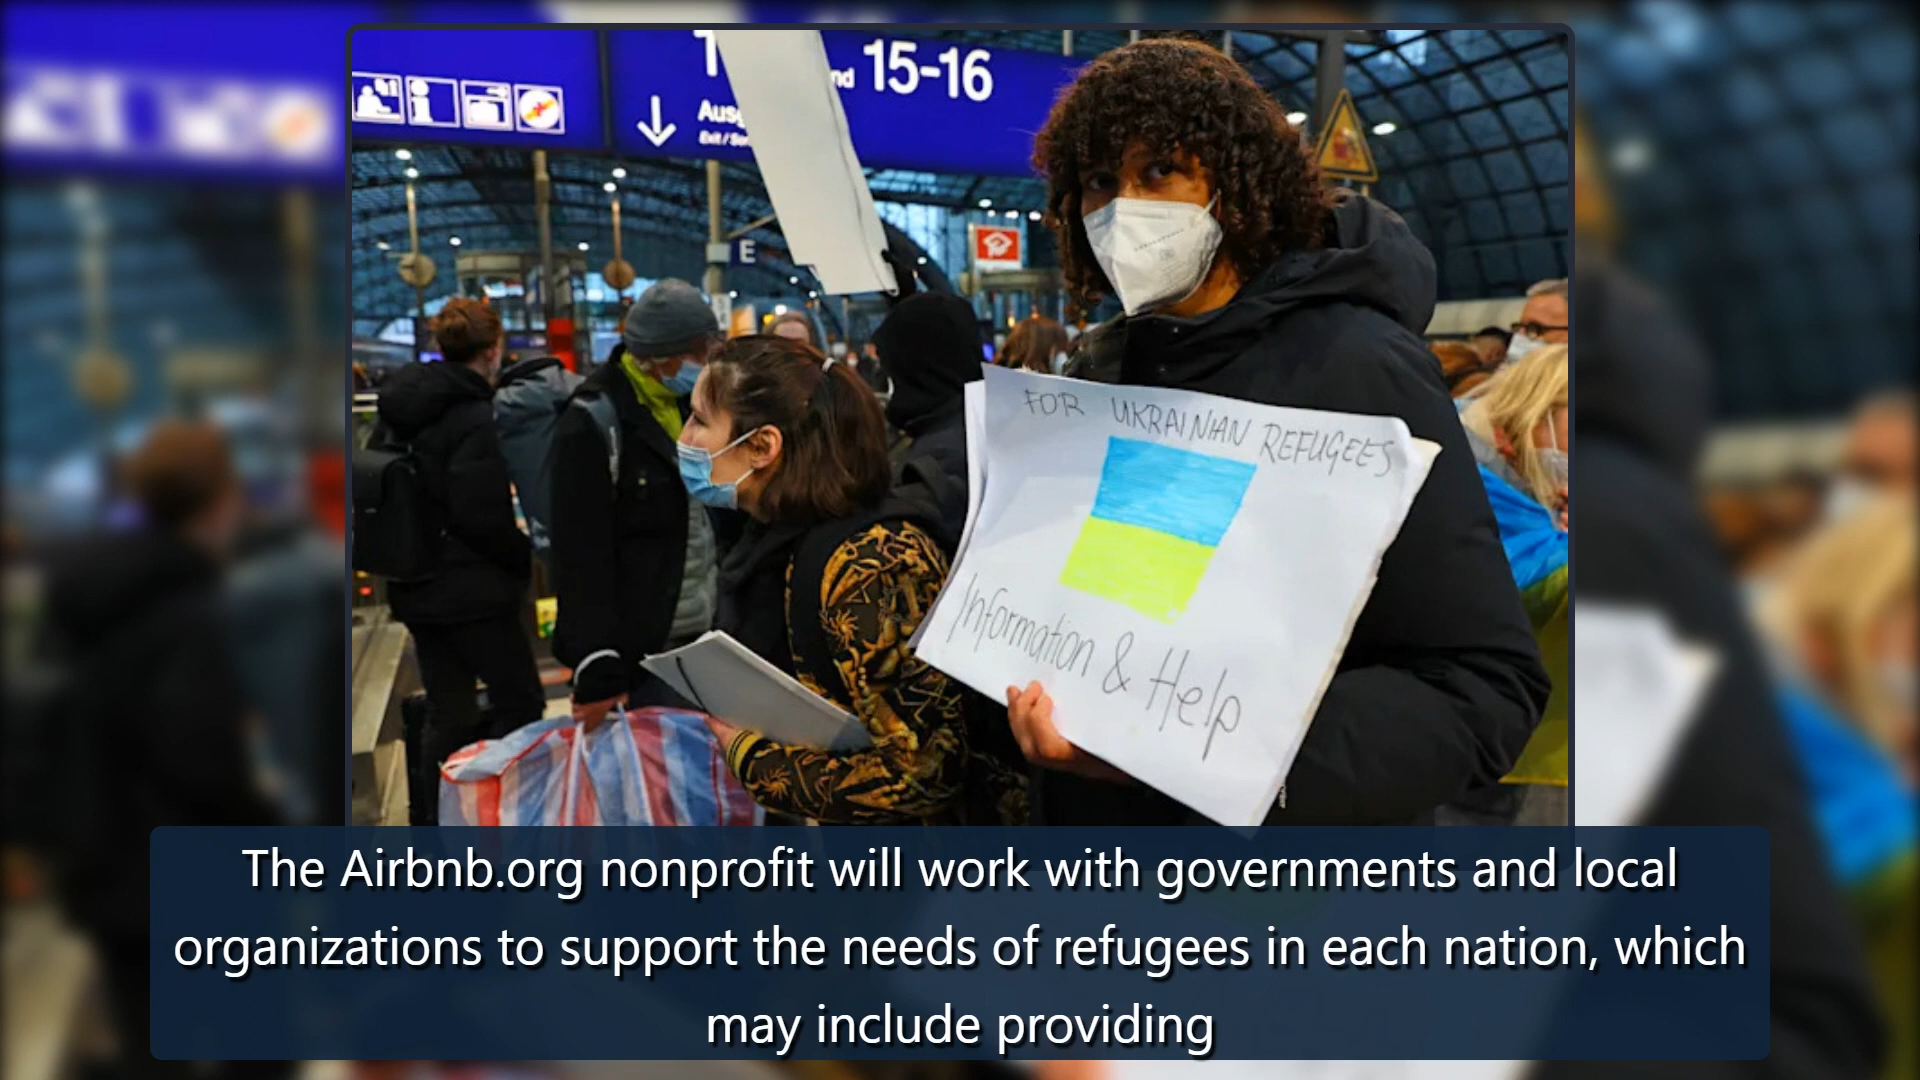 15-16
E
FOR UKRAINIAN REFUGEES
Information & Help
The Airbnb.org nonprofit will work with governments and local
organizations to support the needs of refugees in each nation, which
may include providing